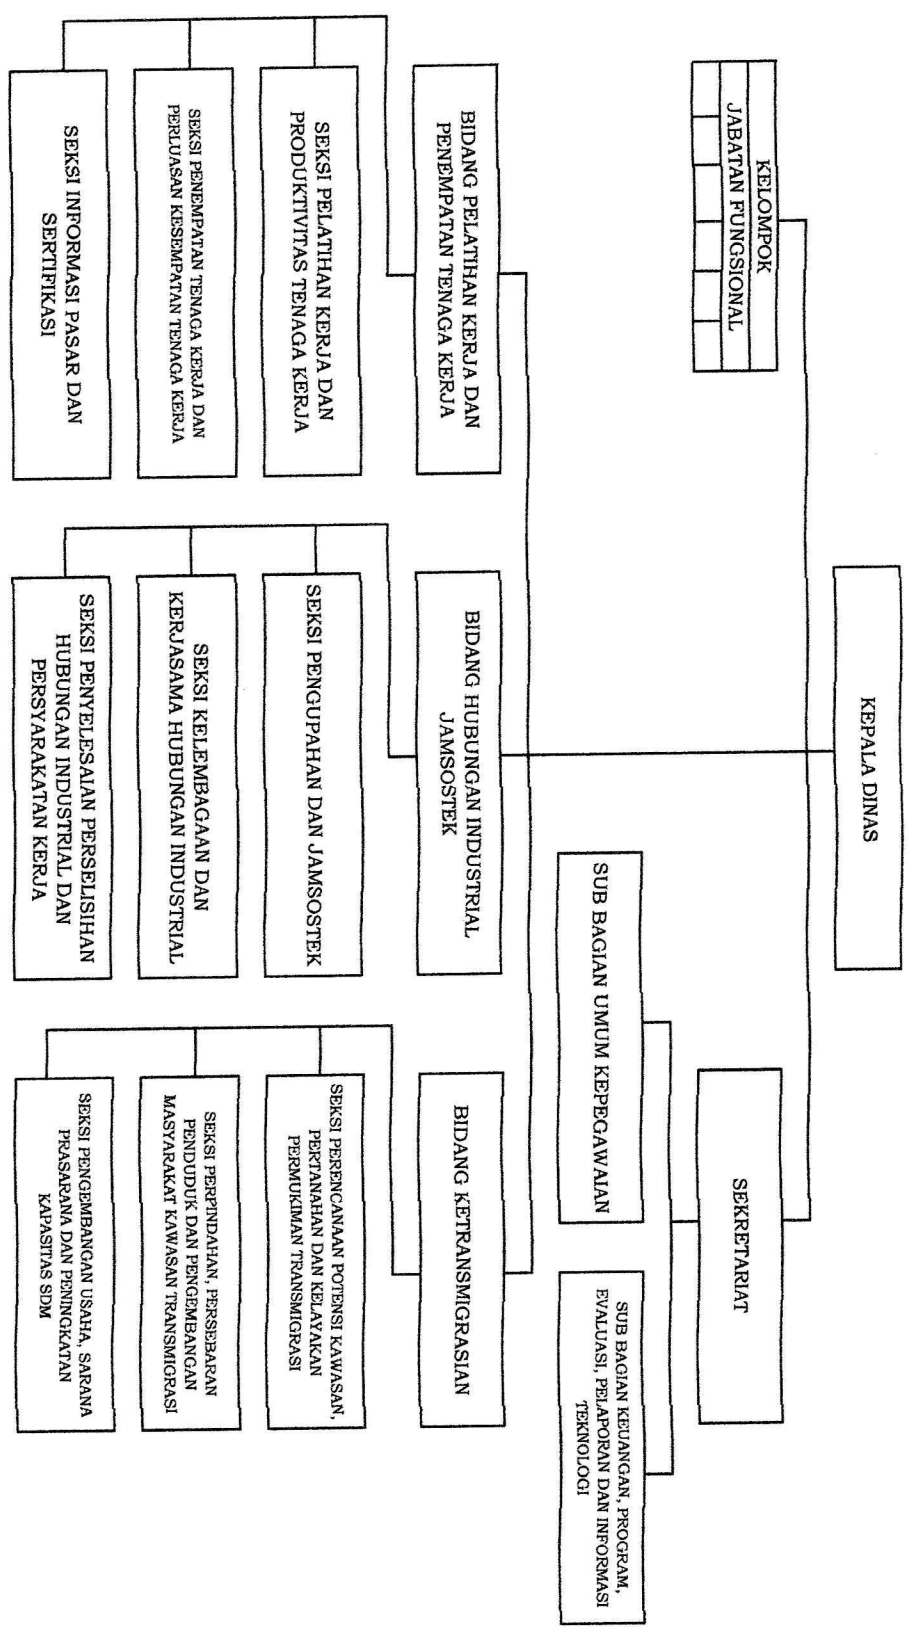 KEPALA DINAS
KELOMPOK
JABATAN FUNGSIONAL
SEKRETARIAT
SUB BAGIAN UMUM KEPEGAWAIAN
SUB BAGIAN KEUANGAN, PROGRAM,
EVALUASI, PELAPORAN DAN INFORMASI
TEKNOLOGI
BIDANG PELATIHAN KERJA DAN
PENEMPATAN TENAGA KERJA
BIDANG HUBUNGAN INDUSTRIAL
JAMSOSTEK
BIDANG KETRANSMIGRASIAN
SEKSI PELATIHAN KERJA DAN
PRODUKTIVITAS TENAGA KERJA
SEKSI PENGUPAHAN DAN JAMSOSTEK
SEKSI PERENCANAAN POTENSI KAWASAN,
PERTANAHAN DAN KELAYAKAN
PERMUKIMAN TRANSMIGRASI
SEKSI PENEMPATAN TENAGA KERJA DAN
PERLUASAN KESEMPATAN TENAGA KERJA
SEKSI KELEMBAGAAN DAN
KERJASAMA HUBUNGAN INDUSTRIAL
SEKSI PERPINDAHAN, PERSEBARAN
PENDUDUK DAN PENGEMBANGAN
MASYARAKAT KAWASAN TRANSMIGRASI
SEKSI INFORMASI PASAR DAN
SERTIFIKASI
SEKSI PENYELESAIAN PERSELISIHAN
HUBUNGAN INDUSTRIAL DAN
PERSYARAKATAN KERJA
SEKSI PENGEMBANGAN USAHA, SARANA
PRASARANA DAN PENINGKATAN
KAPASITAS SDM